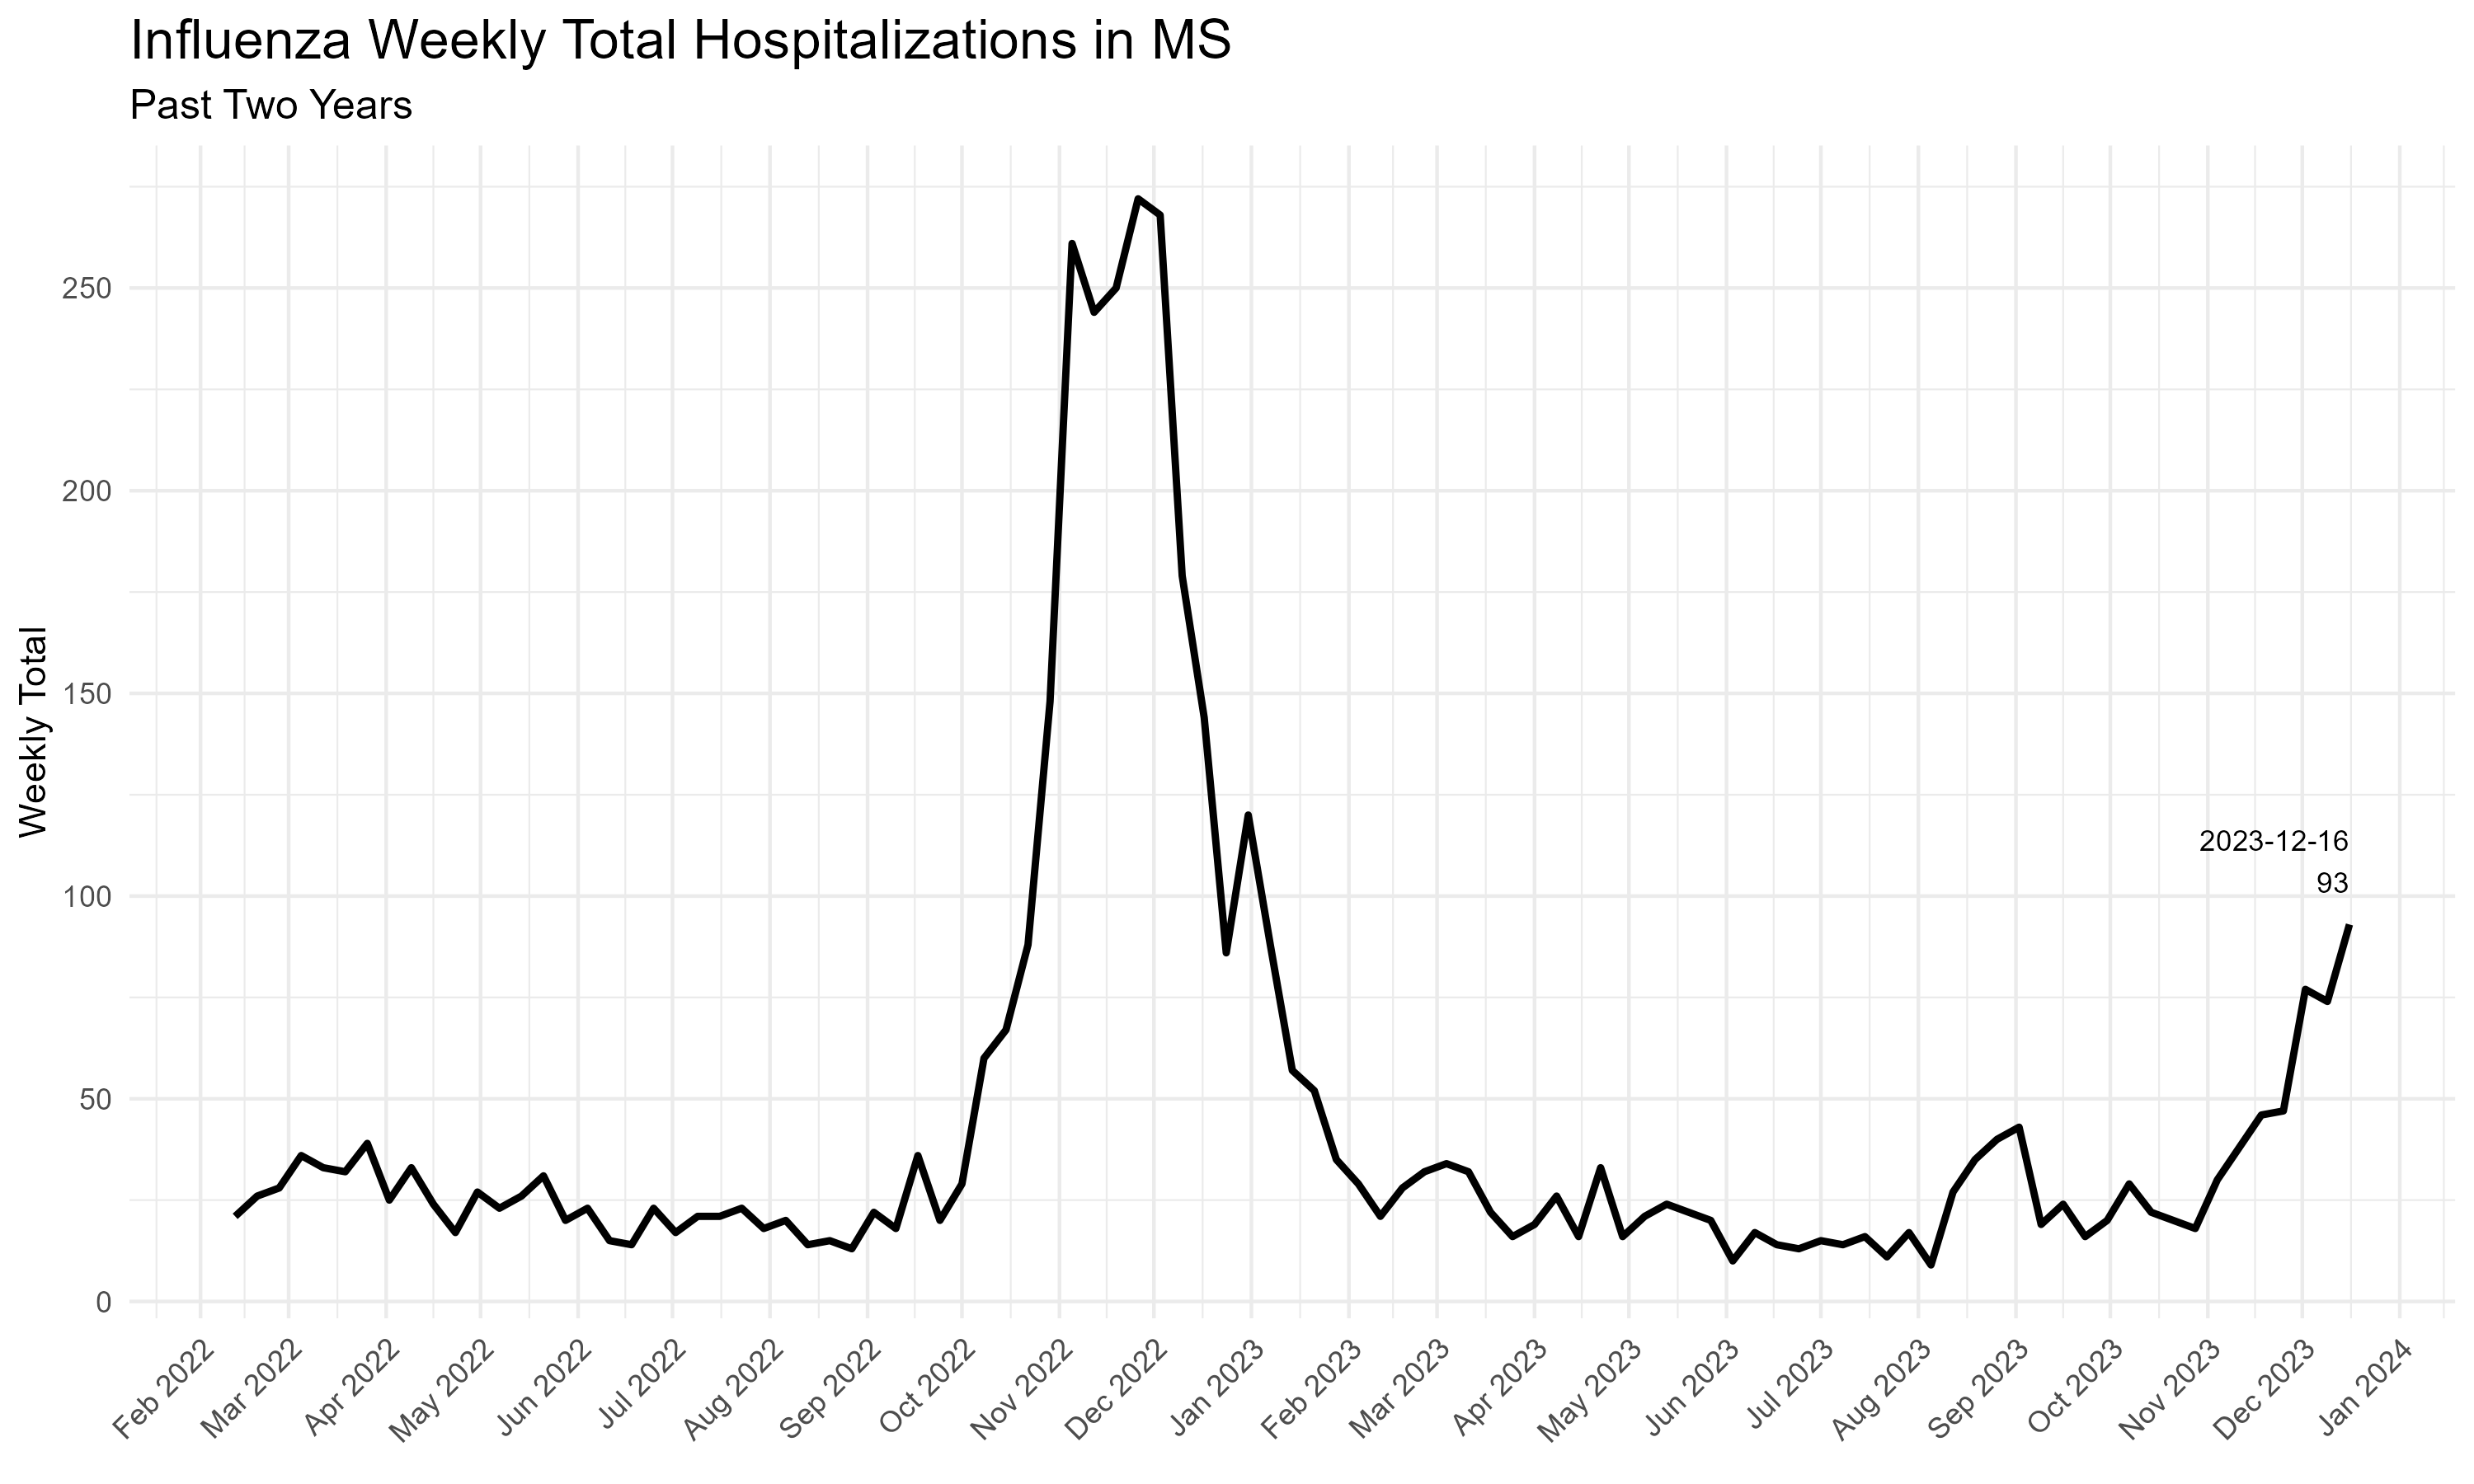 Influenza Weekly Total Hospitalizations in MS
Past Two Years
Weekly Total
250
200
150
100
50
0
2023-12-16
93
Feb 2022
Mar 2022
Apr 2022
May 2022
Jun 2022
Jul 2022
Aug 2022
Sep 2022
Oct 2022
Nov 2022
Dec 2022
Jan 2023
Feb 2023
Mar 2023
Apr 2023
May 2023
Jun 2023
Jul 2023
Aug 2023
Sep 2023
Oct 2023
Nov 2023
Dec 2023
Jan 2024